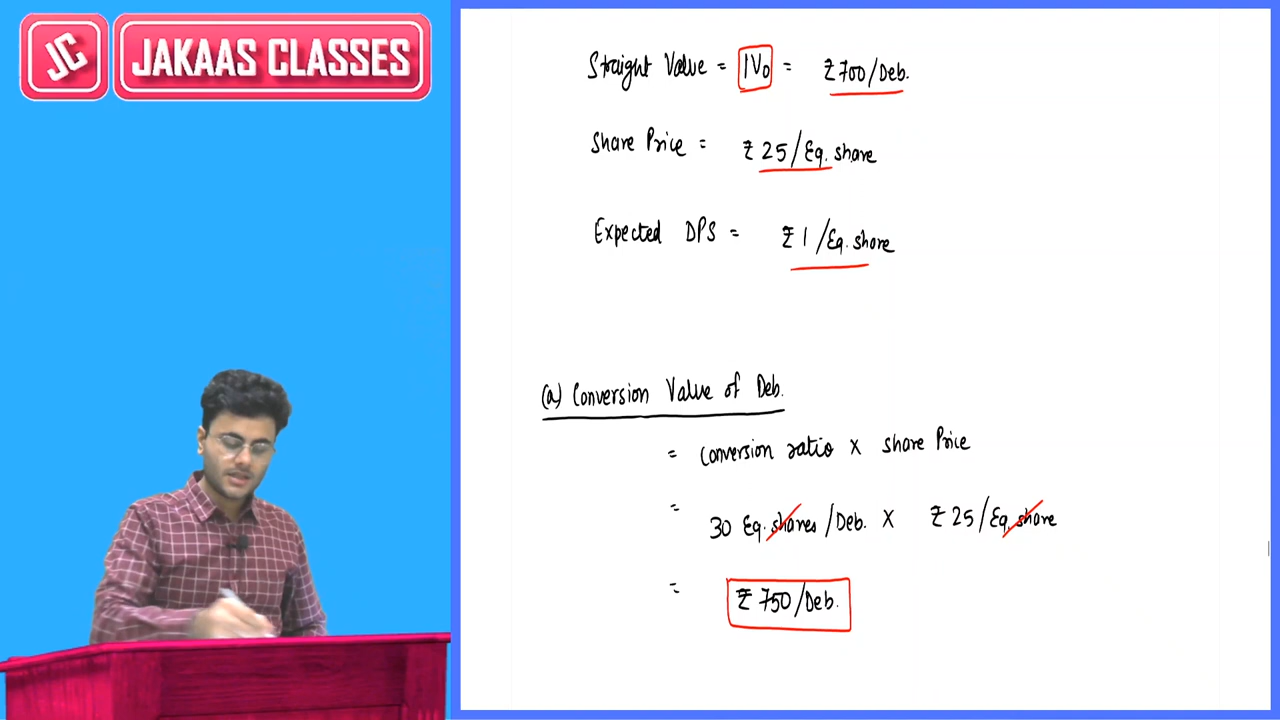 JC JAKAAS CLASSES
Straight Value = IV0 = ₹ 700/Deb.
Share Price = ₹ 25/Eq. share
Expected DPS = ₹ 1/Eq. share
(a) Conversion Value of Deb.
= Conversion ratio X share Price
= 30 Eq. shares /Deb. X ₹ 25/Eq. share
= ₹ 750/Deb.